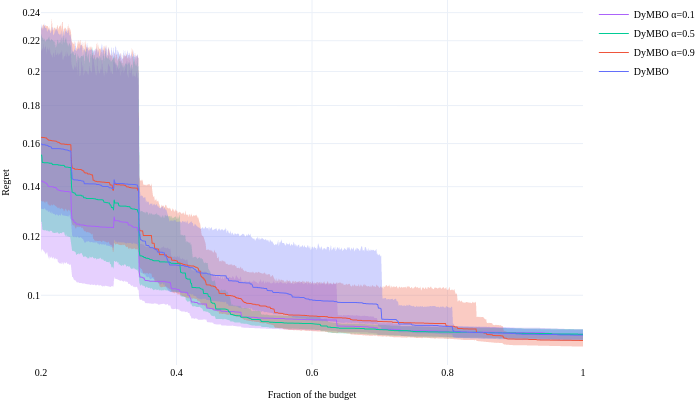 0.24
0.22
0.2
0.18
0.16
0.14
0.12
0.1
Regret
0.2
0.4
0.6
0.8
1
Fraction of the budget
DyMBO α=0.1
DyMBO α=0.5
DyMBO α=0.9
DyMBO